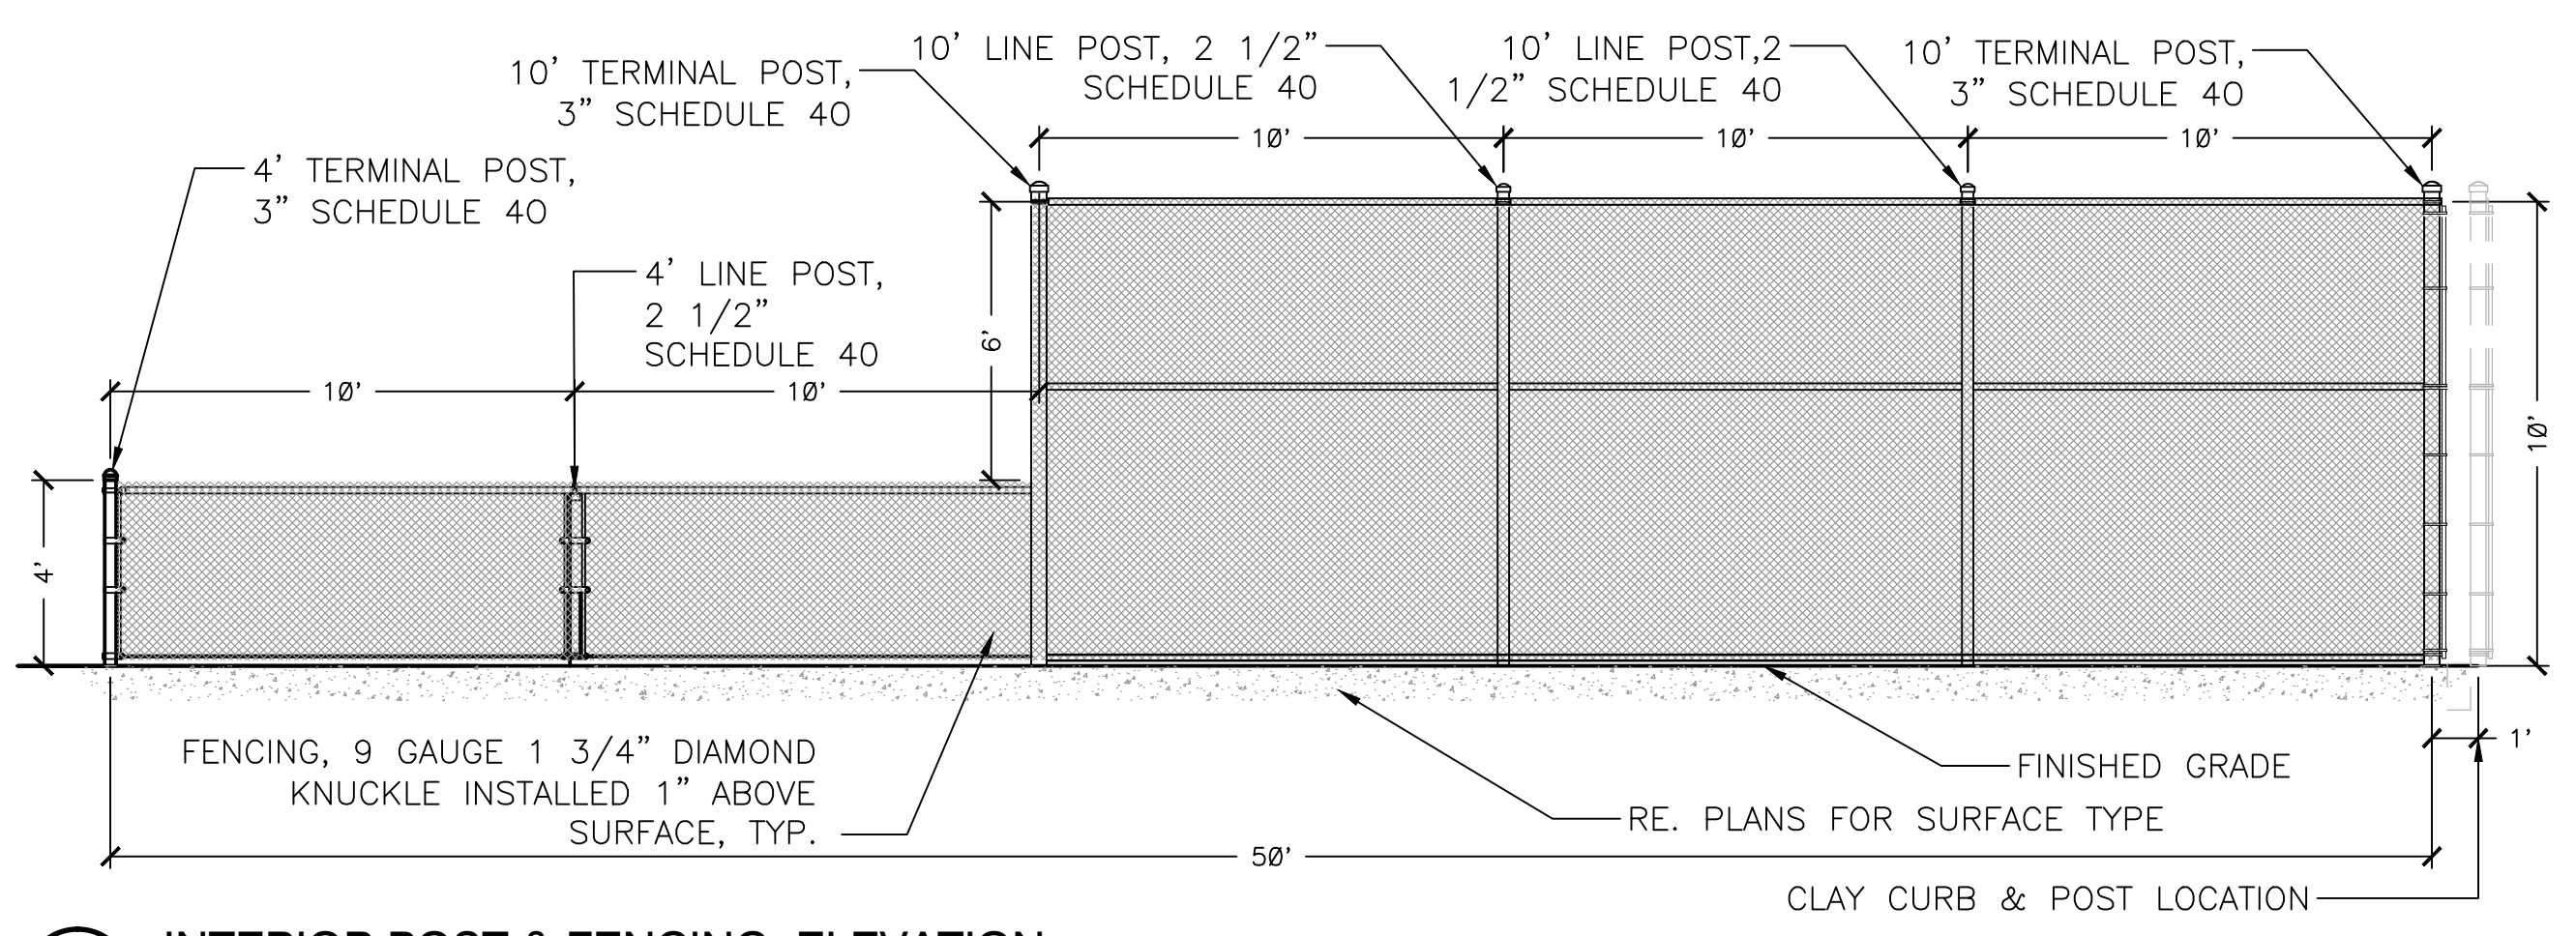 10' LINE POST, 2 1/2"
SCHEDULE 40
10' LINE POST,2
1/2" SCHEDULE 40
10' TERMINAL POST,
3" SCHEDULE 40
10' TERMINAL POST,
3" SCHEDULE 40
10'
10'
10'
4' TERMINAL POST,
3" SCHEDULE 40
4' LINE POST,
2 1/2"
SCHEDULE 40
6'
10'
10'
10'
4'
FENCING, 9 GAUGE 1 3/4" DIAMOND
KNUCKLE INSTALLED 1" ABOVE
SURFACE, TYP.
1'
FINISHED GRADE
RE. PLANS FOR SURFACE TYPE
50'
CLAY CURB & POST LOCATION
INTERIOR POST & FENCING, ELEVATION